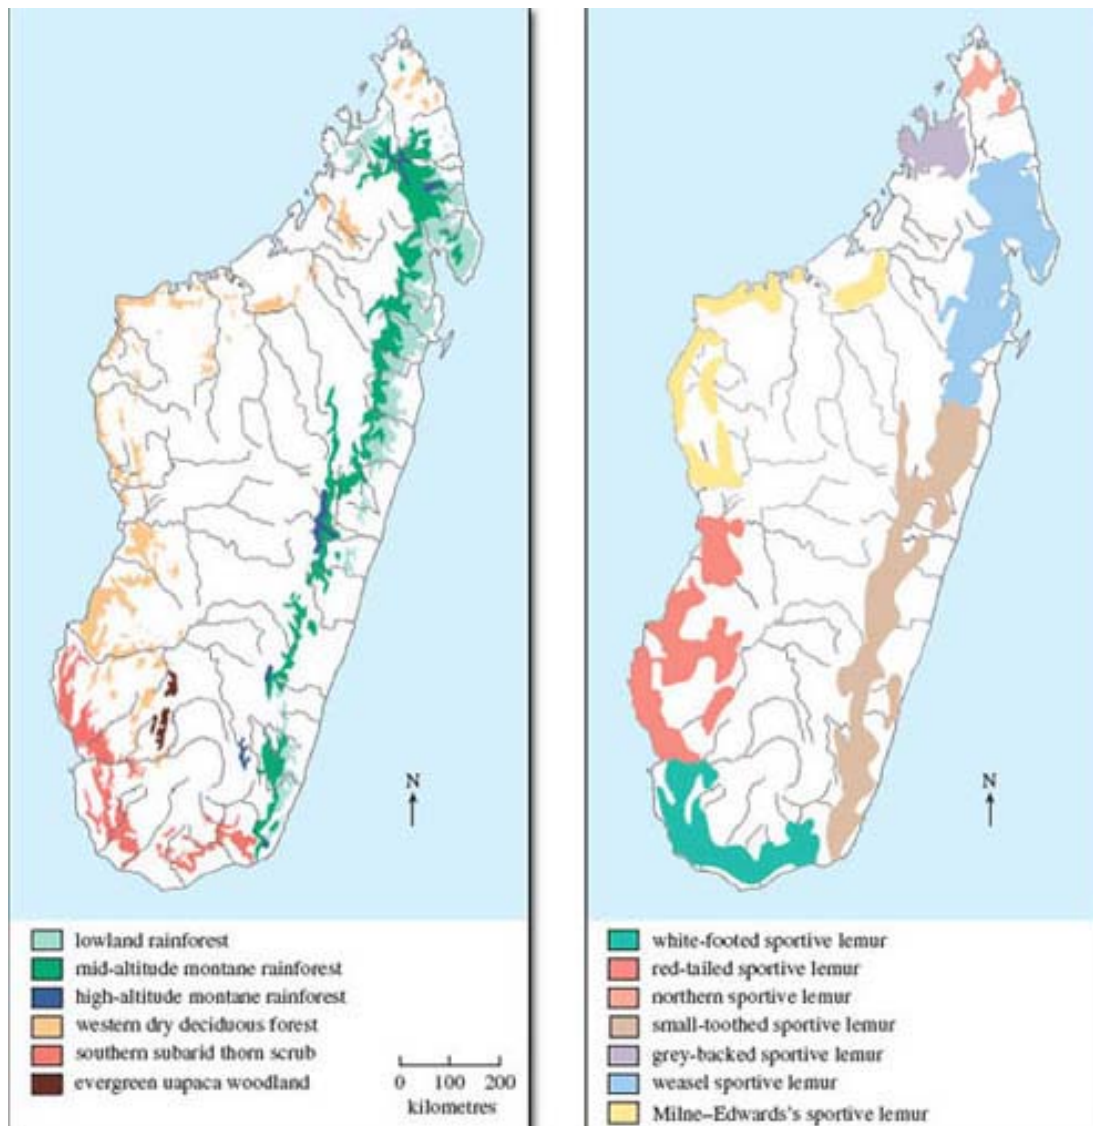 N
lowland rainforest
mid-altitude montane rainforest
high-altitude montane rainforest
western dry deciduous forest
southern subarid thorn scrub
evergreen uapaca woodland
0 100 200
kilometres
N
white-footed sportive lemur
red-tailed sportive lemur
northern sportive lemur
small-toothed sportive lemur
grey-backed sportive lemur
weasel sportive lemur
Milne–Edwards's sportive lemur